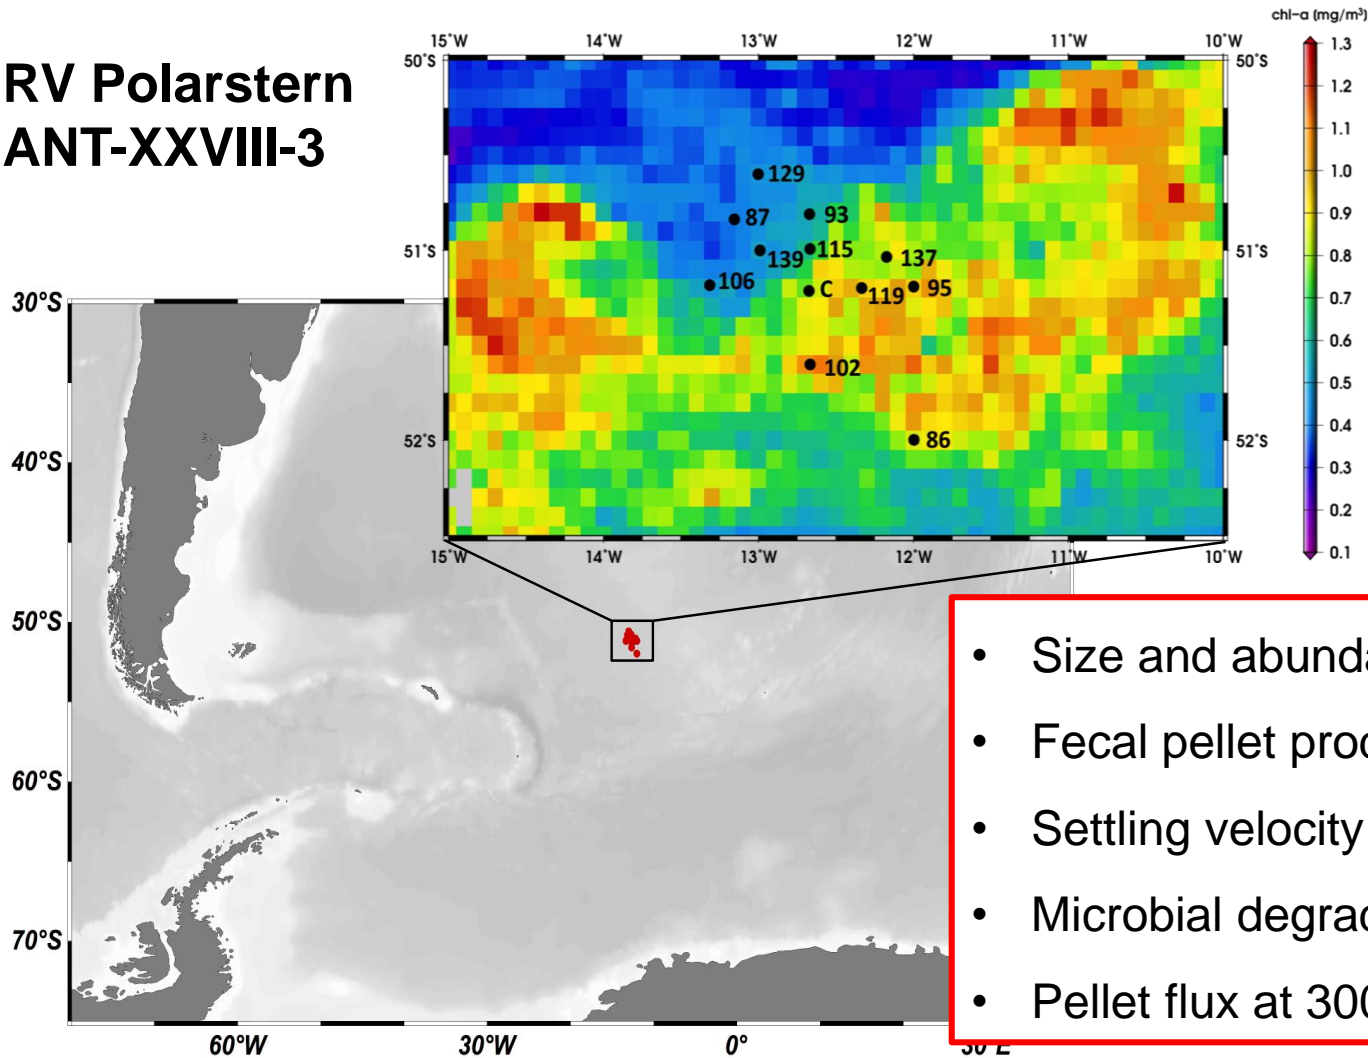 RV Polarstern
ANT-XXVIII-3
chl-a (mg/m³)
15°W 14°W 13°W 12°W 11°W 10°W
50°S 50°S
51°S 51°S
52°S 52°S
15°W 14°W 13°W 12°W 11°W 10°W
129
87
93
115
139
137
106
C
119
95
102
86
1.3
1.2
1.1
1.0
0.9
0.8
0.7
0.6
0.5
0.4
0.3
0.2
0.1
30°S
40°S
50°S
60°S
70°S
60°W 30°W 0° 30°E
• Size and
• Fecal pellet
• Settling velocity
• Microbial
• Pellet flux at